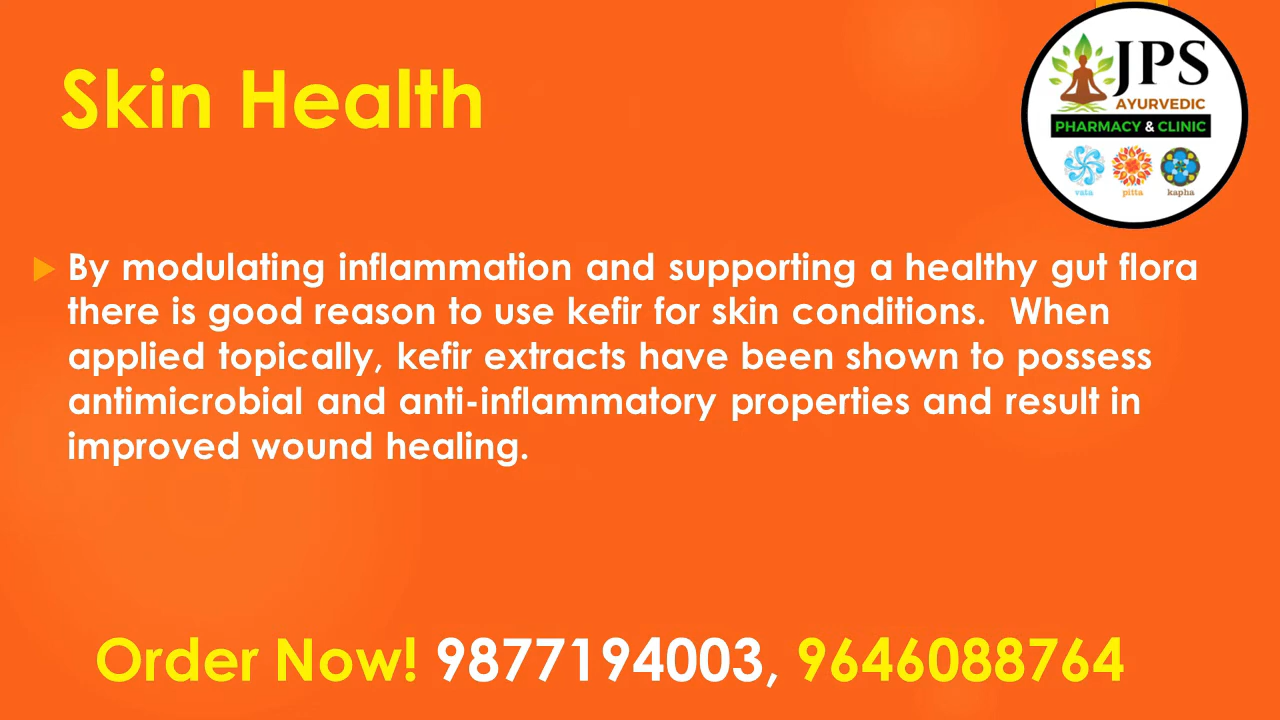 Skin Health
JPS
AYURVEDIC
PHARMACY & CLINIC
vata pitta kapha
By modulating inflammation and supporting a healthy gut flora
there is good reason to use kefir for skin conditions.  When
applied topically, kefir extracts have been shown to possess
antimicrobial and anti-inflammatory properties and result in
improved wound healing.
Order Now! 9877194003, 9646088764